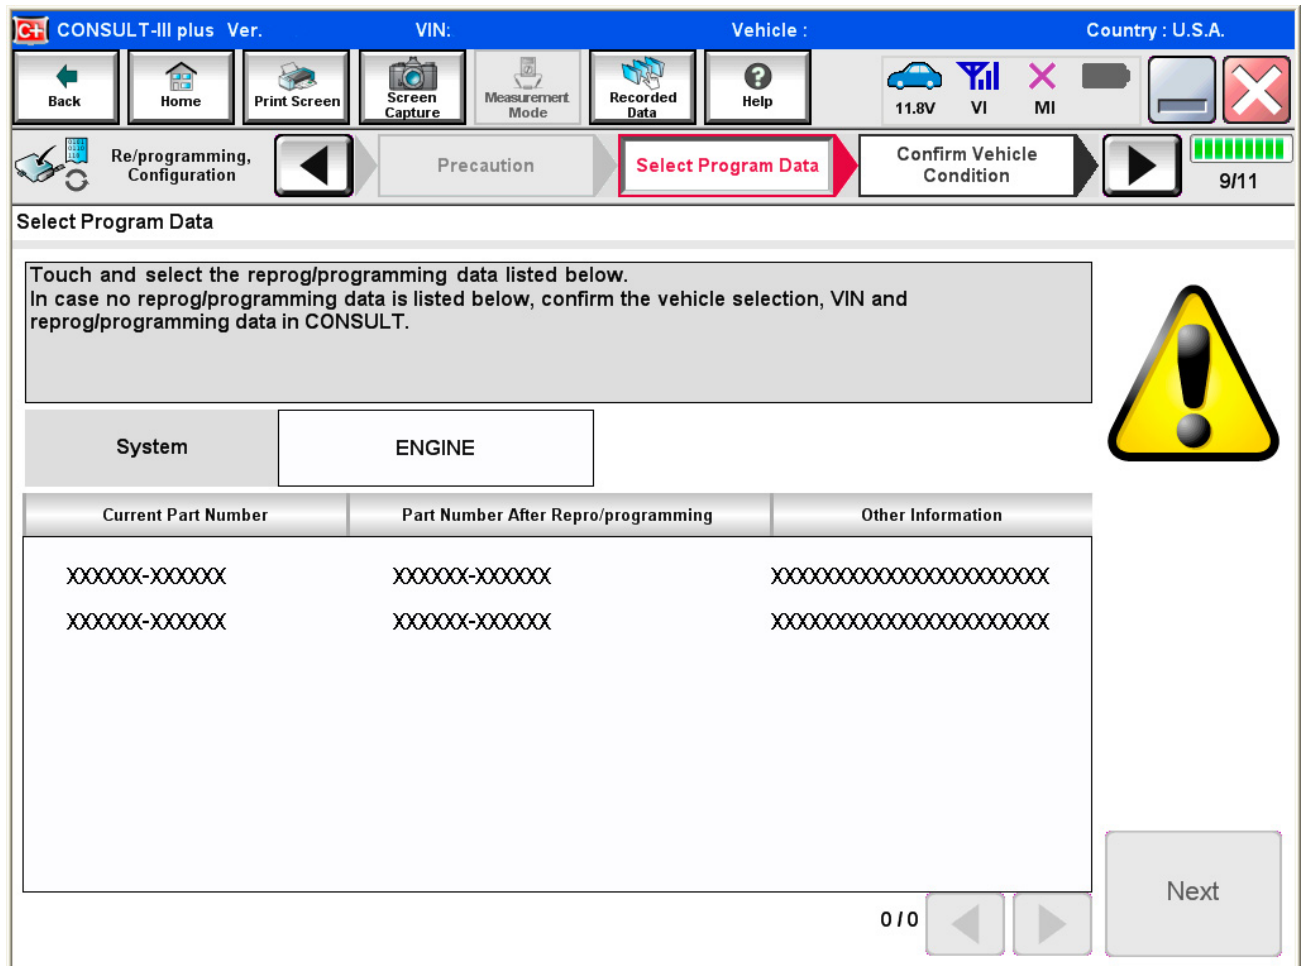 C+ CONSULT-III plus Ver. VIN: Vehicle : Country : U.S.A.
Back
Home
Print Screen
Screen
Capture
Measurement
Mode
Recorded
Data
Help
11.8V VI MI
Re/programming,
Configuration
Precaution
Select Program Data
Confirm Vehicle
Condition
9/11
Select Program Data
Touch and select the reprog/programming data listed below.
In case no reprog/programming data is listed below, confirm the vehicle selection, VIN and
reprog/programming data in CONSULT.
System ENGINE
Current Part Number Part Number After Repro/programming Other Information
XXXXXX-XXXXXX XXXXXX-XXXXXX XXXXXXXXXXXXXXXXXXXXXX
XXXXXX-XXXXXX XXXXXX-XXXXXX XXXXXXXXXXXXXXXXXXXXXX
Next
0/0